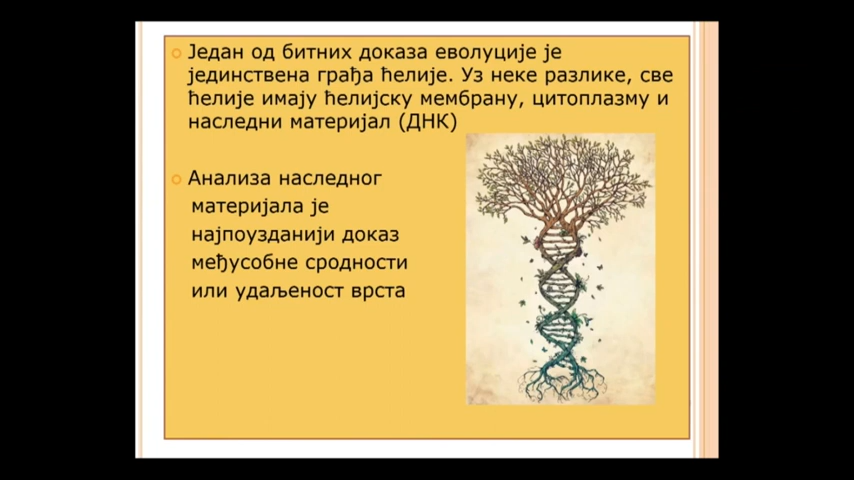 Један од битних доказа еволуције је
јединствена грађа ћелије. Уз неке разлике, све
ћелије имају ћелијску мембрану, цитоплазму и
наследни материјал (ДНК)
Анализа наследног
материјала је
најпоузданији доказ
међусобне сродности
или удаљеност врста